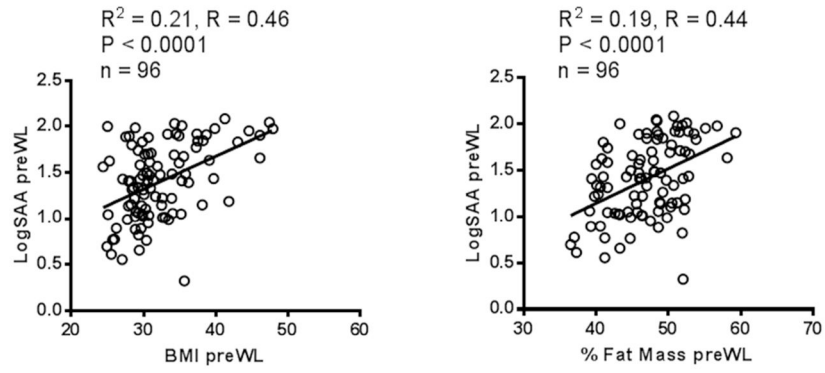 R² = 0.21, R = 0.46
P < 0.0001
n = 96
2.5
2.0
1.5
1.0
0.5
0.0
LogSAA preWL
20 30 40 50 60
BMI preWL
R² = 0.19, R = 0.44
P < 0.0001
n = 96
2.5
2.0
1.5
1.0
0.5
0.0
LogSAA preWL
30 40 50 60 70
% Fat Mass preWL